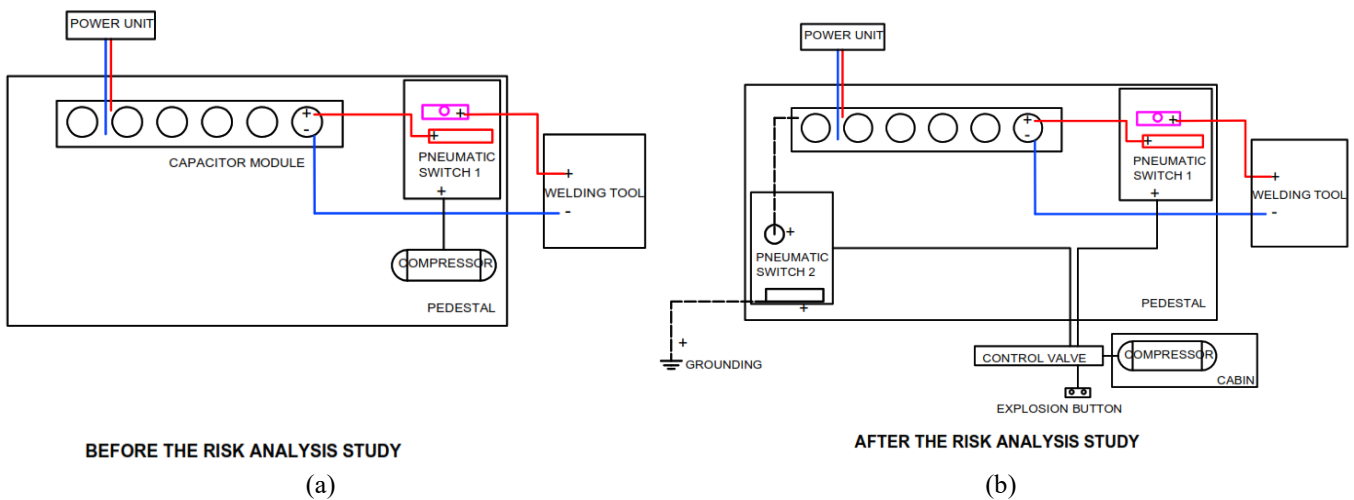 POWER UNIT
+
-
CAPACITOR MODULE
+
+
PNEUMATIC
SWITCH 1
+
+
WELDING TOOL
-
COMPRESSOR
PEDESTAL
BEFORE THE RISK ANALYSIS STUDY
(a)
POWER UNIT
+
-
+
+
PNEUMATIC
SWITCH 1
+
+
WELDING TOOL
-
+
PNEUMATIC
SWITCH 2
+
PEDESTAL
+
GROUNDING
CONTROL VALVE
COMPRESSOR
CABIN
EXPLOSION BUTTON
AFTER THE RISK ANALYSIS STUDY
(b)